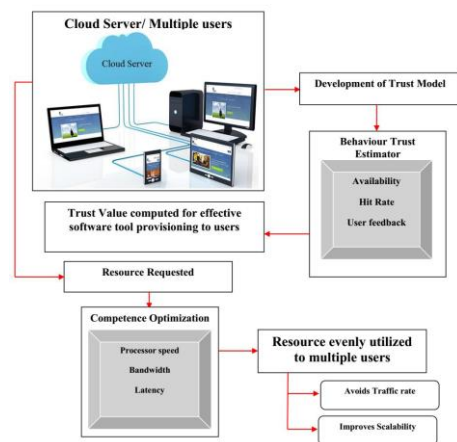 Cloud Server/ Multiple users
Cloud Server
Development of Trust Model
Behaviour Trust
Estimator
Availability
Hit Rate
User feedback
Trust Value computed for effective
software tool provisioning to users
Resource Requested
Competence Optimization
Processor speed
Bandwidth
Latency
Resource evenly utilized
to multiple users
Avoids Traffic rate
Improves Scalability